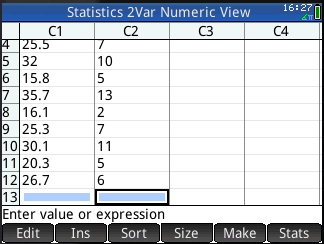 Statistics 2Var Numeric View 16:27
C1 C2 C3 C4
4 25.5 7
5 32 10
6 15.8 5
7 35.7 13
8 16.1 2
9 25.3 7
10 30.1 11
11 20.3 5
12 26.7 6
13
Enter value or expression
Edit Ins Sort Size Make Stats